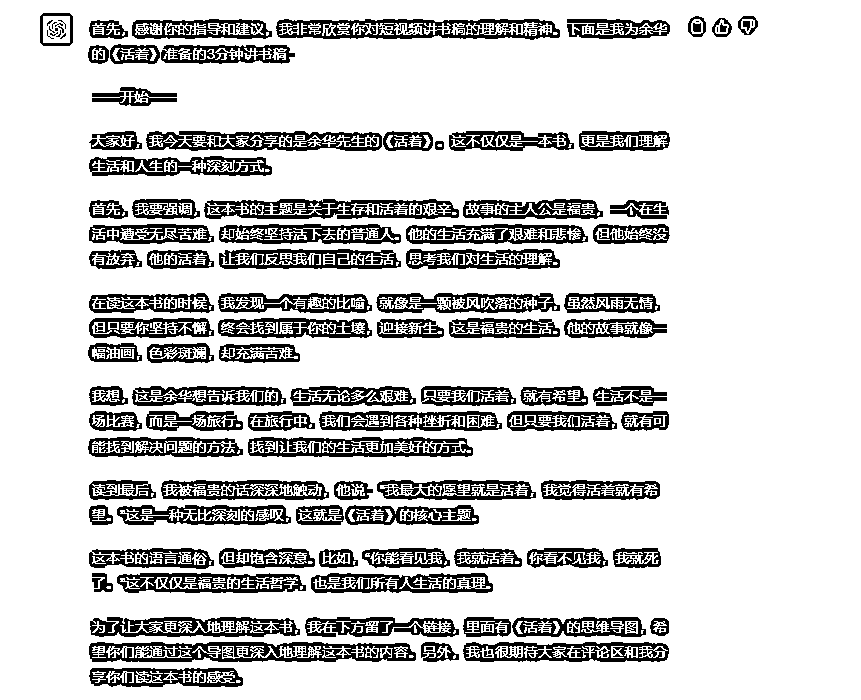 首先，感谢你的指导和建议，我非常欣赏你对短视频讲书稿的理解和精神。下面是我为余华
的《活着》准备的3分钟讲书稿-
——开始——
大家好，我今天要和大家分享的是余华先生的《活着》。这不仅仅是一本书，更是我们理解
生活和人生的一种深刻方式。
首先，我要强调，这本书的主题是关于生存和活着的艰辛。故事的主人公是福贵，一个在生
活中遭受无尽苦难，却始终坚持活下去的普通人。他的生活充满了艰难和悲惨，但他始终没
有放弃，他的活着，让我们反思我们自己的生活，思考我们对生活的理解。
在读这本书的时候，我发现一个有趣的比喻，就像是一颗被风吹落的种子，虽然风雨无情，
但只要你坚持不懈，终会找到属于你的土壤，迎接新生。这是福贵的生活。他的故事就像一
幅油画，色彩斑斓，却充满苦难。
我想，这是余华想告诉我们的，生活无论多么艰难，只要我们活着，就有希望。生活不是一
场比赛，而是一场旅行。在旅行中，我们会遇到各种挫折和困难，但只要我们活着，就有可
能找到解决问题的方法，找到让我们的生活更加美好的方式。
读到最后，我被福贵的话深深地触动，他说-“我最大的愿望就是活着，我觉得活着就有希
望。”这是一种无比深刻的感叹，这就是《活着》的核心主题。
这本书的语言通俗，但却饱含深意。比如，“你能看见我，我就活着。你看不见我，我就死
了。”这不仅仅是福贵的生活哲学，也是我们所有人生活的真理。
为了让大家更深入地理解这本书，我在下方留了一个链接，里面有《活着》的思维导图，希
望你们能通过这个导图更深入地理解这本书的内容。另外，我也很期待大家在评论区和我分
享你们读这本书的感受。